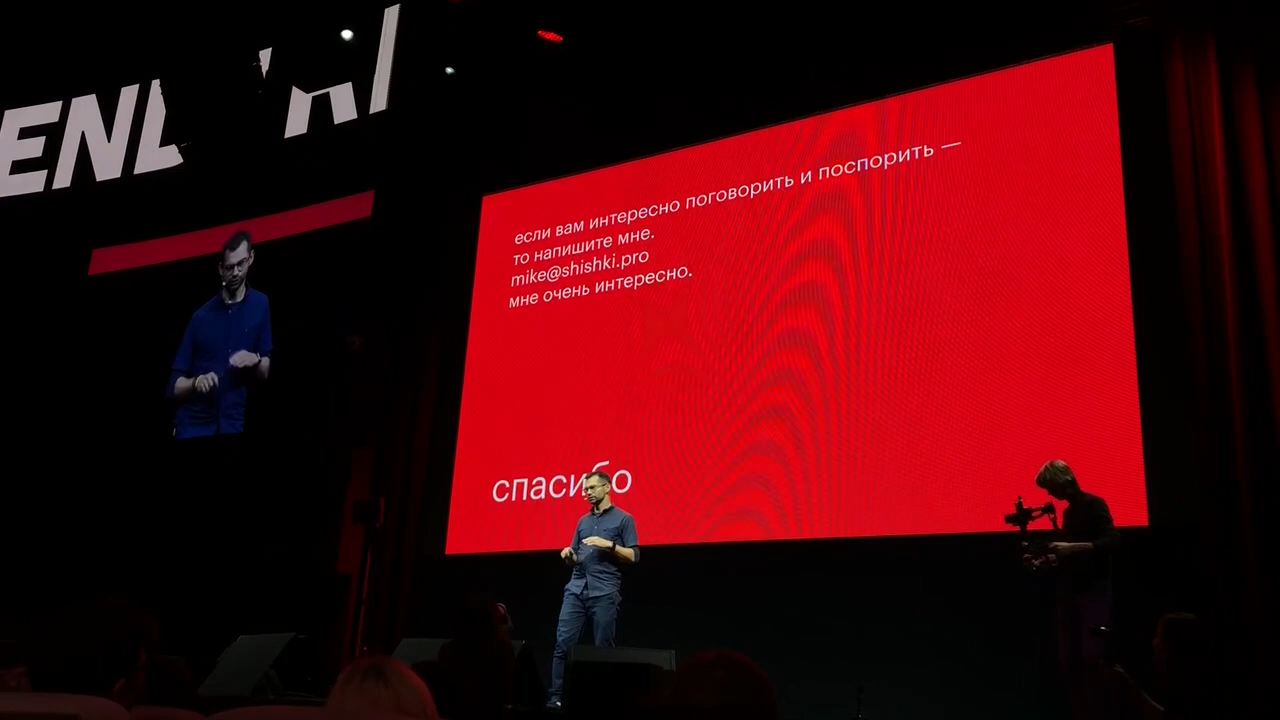 если вам интересно поговорить и поспорить —
то напишите мне.
mike@shishki.pro
мне очень интересно.
спасибо